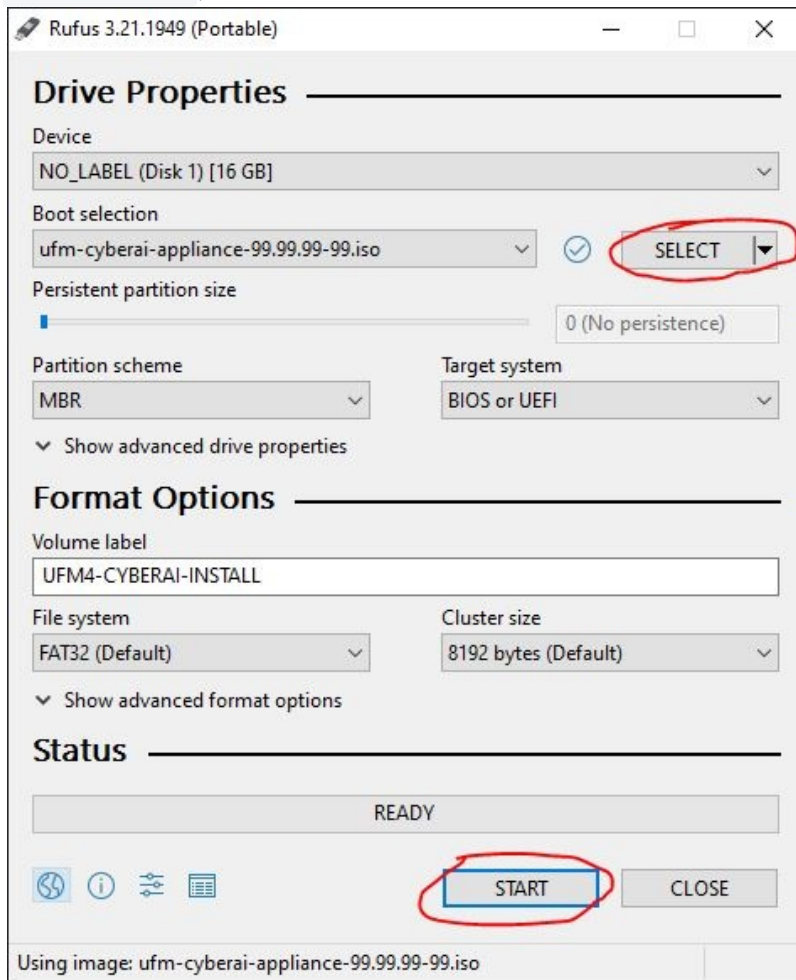 Rufus 3.21.1949 (Portable)
Drive Properties
Device
NO_LABEL (Disk 1) [16 GB]
Boot selection
ufm-cyberai-appliance-99.99.99-99.iso
SELECT
Persistent partition size
0 (No persistence)
Partition scheme
Target system
MBR
BIOS or UEFI
Show advanced drive properties
Format Options
Volume label
UFM4-CYBERAI-INSTALL
File system
Cluster size
FAT32 (Default)
8192 bytes (Default)
Show advanced format options
Status
READY
START
CLOSE
Using image: ufm-cyberai-appliance-99.99.99-99.iso